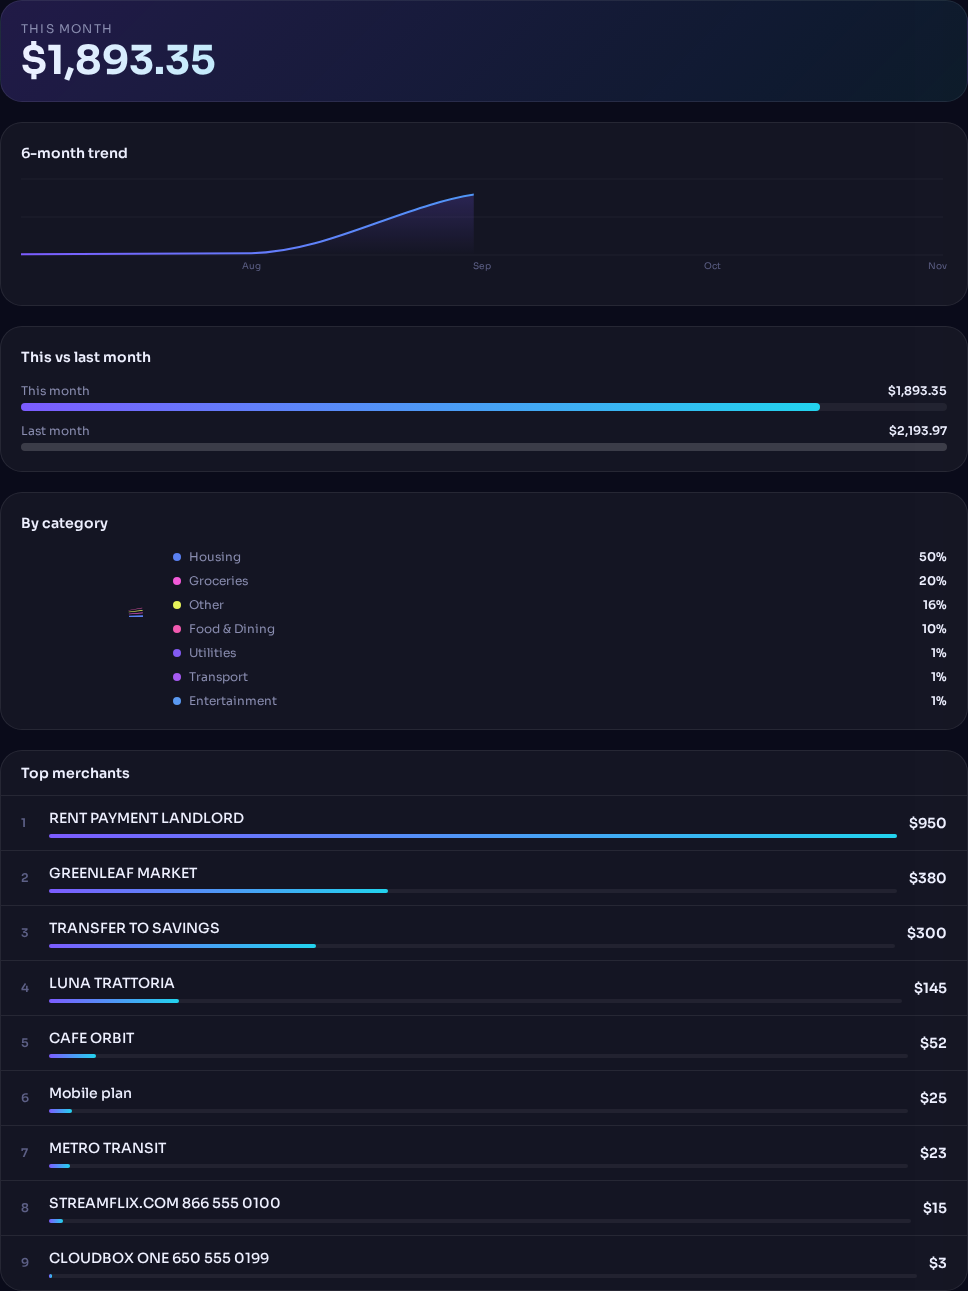 THIS MONTH
$1,893.35
6-month trend
Aug Sep Oct Nov
This vs last month
This month $1,893.35
Last month $2,193.97
By category
Housing 50%
Groceries 20%
Other 16%
Food & Dining 10%
Utilities 1%
Transport 1%
Entertainment 1%
Top merchants
1 RENT PAYMENT LANDLORD $950
2 GREENLEAF MARKET $380
3 TRANSFER TO SAVINGS $300
4 LUNA TRATTORIA $145
5 CAFE ORBIT $52
6 Mobile plan $25
7 METRO TRANSIT $23
8 STREAMFLIX.COM 866 555 0100 $15
9 CLOUDBOX ONE 650 555 0199 $3